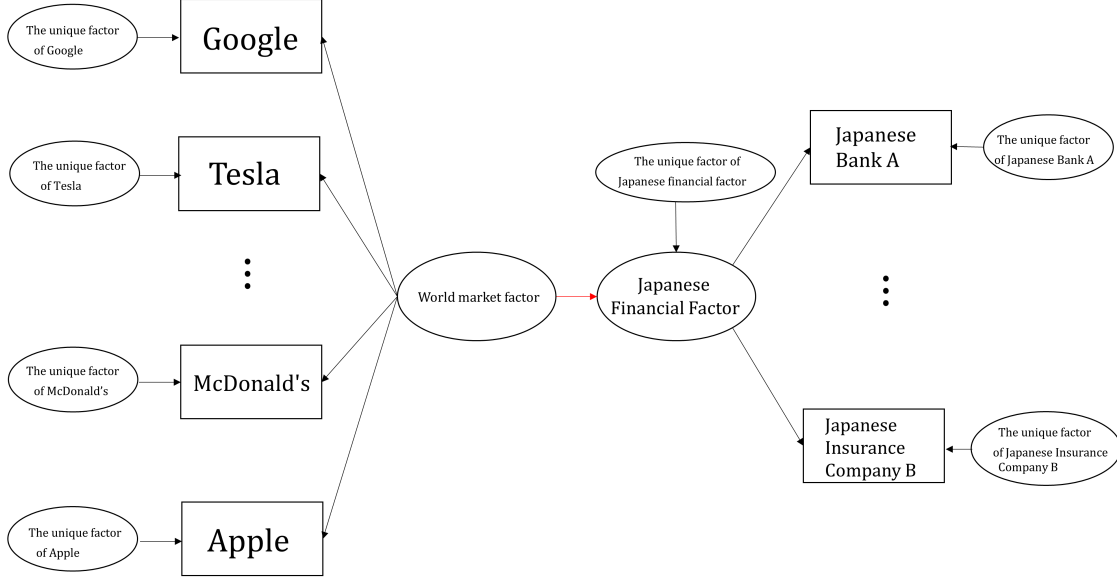 The unique factor
of Google
Google
The unique factor
of Tesla
Tesla
The unique factor
of McDonald's
McDonald's
The unique factor
of Apple
Apple
World market factor
The unique factor of
Japanese financial factor
Japanese
Financial Factor
Japanese
Bank A
The unique factor
of Japanese Bank A
Japanese
Insurance
Company B
The unique factor
of Japanese Insurance
Company B